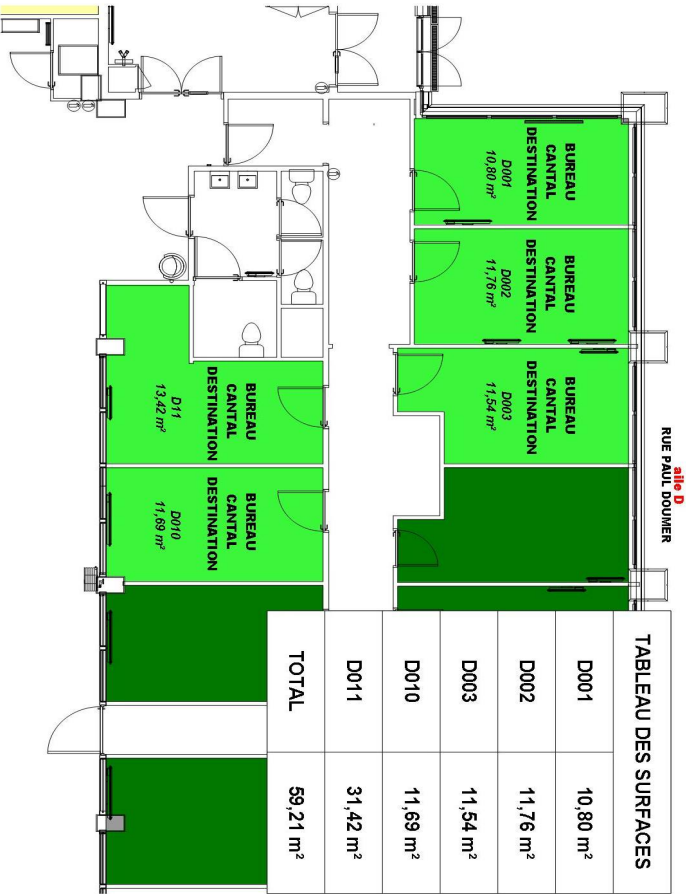 aile D
RUE PAUL DOUMER
BUREAU
CANTAL
DESTINATION
D001
10,80 m²
BUREAU
CANTAL
DESTINATION
D002
11,76 m²
BUREAU
CANTAL
DESTINATION
D003
11,54 m²
BUREAU
CANTAL
DESTINATION
D11
13,42 m²
BUREAU
CANTAL
DESTINATION
D010
11,69 m²
TABLEAU DES SURFACES
D001 10,80 m²
D002 11,76 m²
D003 11,54 m²
D010 11,69 m²
D011 31,42 m²
TOTAL 59,21 m²